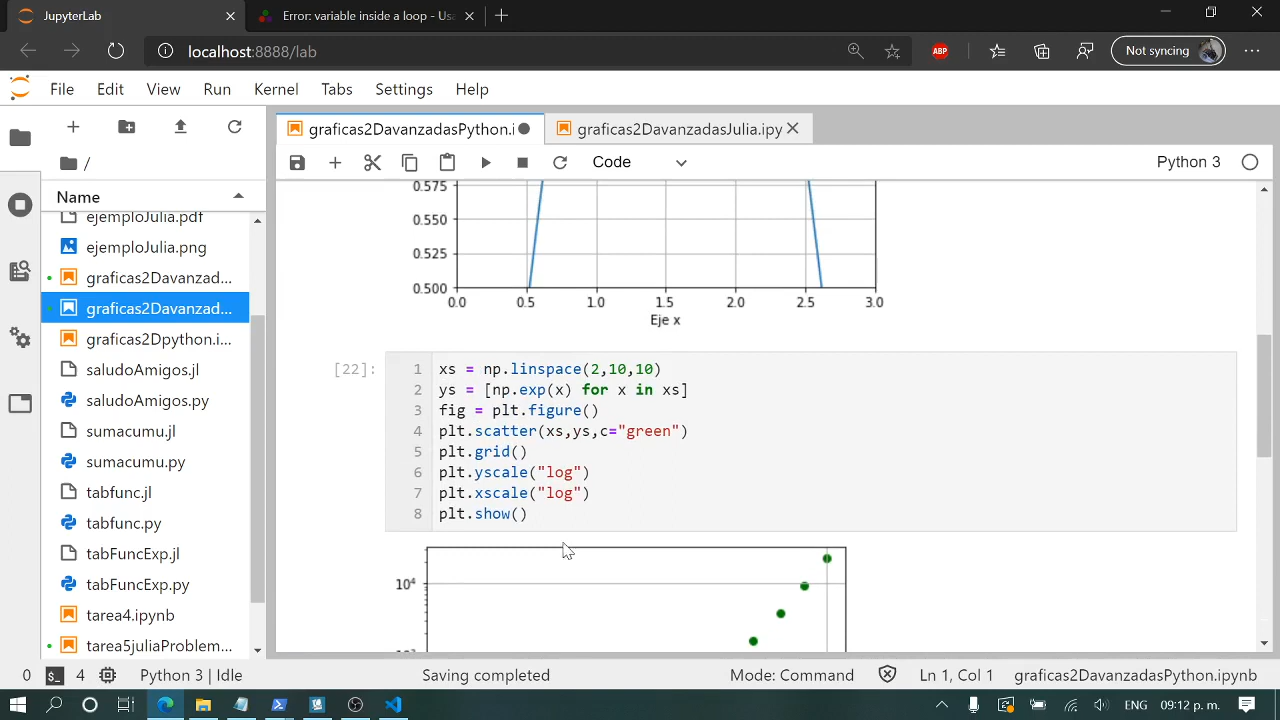 JupyterLab
Error: variable inside a loop - Us
localhost:8888/lab
ABP
Not syncing
File Edit View Run Kernel Tabs Settings Help
graficas2DavanzadasPython.i
graficas2DavanzadasJulia.ipy
Code
Python 3
/
Name
ejemploJulia.pdf
ejemploJulia.png
graficas2Davanzad...
graficas2Davanzad...
graficas2Dpython.i...
saludoAmigos.jl
saludoAmigos.py
sumacumu.jl
sumacumu.py
tabfunc.jl
tabfunc.py
tabFuncExp.jl
tabFuncExp.py
tarea4.ipynb
tarea5juliaProblem...
0.575
0.550
0.525
0.500
0.0 0.5 1.0 1.5 2.0 2.5 3.0
Eje x
[22]:
1 xs = np.linspace(2,10,10)
2 ys = [np.exp(x) for x in xs]
3 fig = plt.figure()
4 plt.scatter(xs,ys,c="green")
5 plt.grid()
6 plt.yscale("log")
7 plt.xscale("log")
8 plt.show()
10⁴
0 4 Python 3 | Idle
Saving completed
Mode: Command
Ln 1, Col 1
graficas2DavanzadasPython.ipynb
ENG
09:12 p. m.